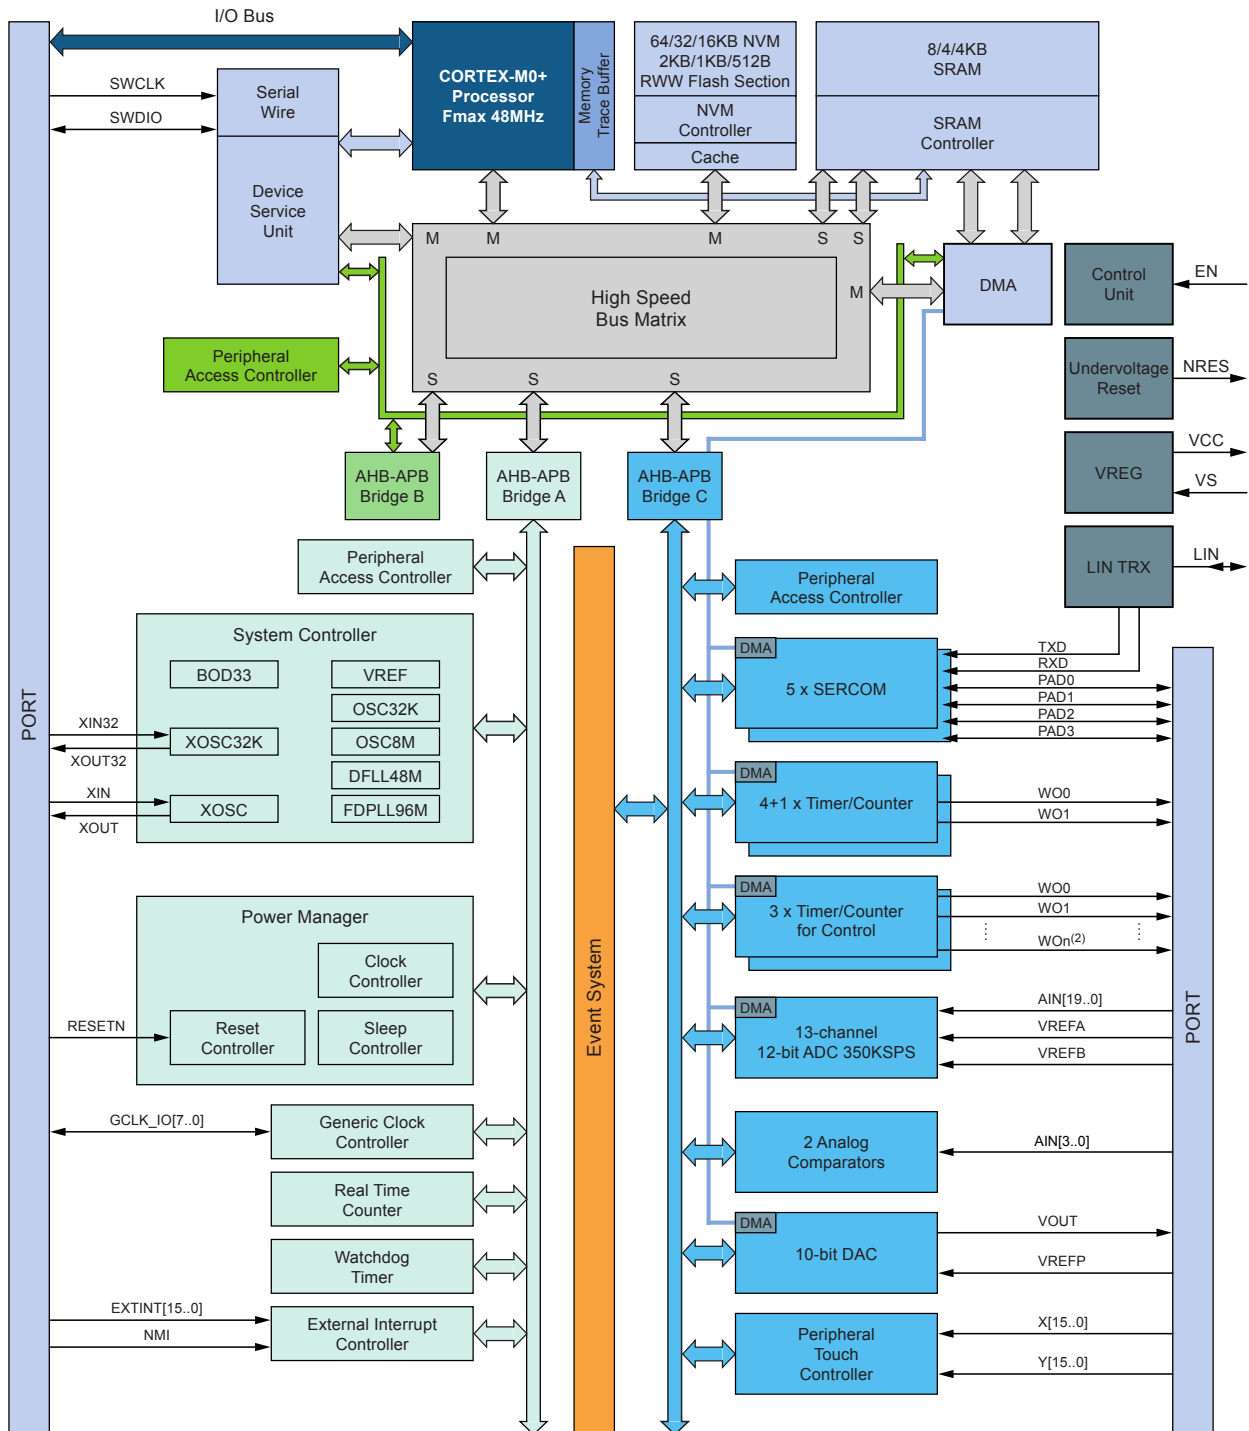 I/O Bus
SWCLK
SWDIO
Serial
Wire
Device
Service
Unit
CORTEX-M0+
Processor
Fmax 48MHz
Memory
Trace Buffer
64/32/16KB NVM
2KB/1KB/512B
RWW Flash Section
NVM
Controller
Cache
8/4/4KB
SRAM
SRAM
Controller
M
M
M
S
S
M
High Speed
Bus Matrix
S
S
S
DMA
Control
Unit
EN
Peripheral
Access Controller
Undervoltage
Reset
NRES
VREG
VCC
VS
LIN TRX
LIN
AHB-APB
Bridge B
AHB-APB
Bridge A
AHB-APB
Bridge C
PORT
Peripheral
Access Controller
System Controller
BOD33
VREF
OSC32K
XOSC32K
OSC8M
DFLL48M
XOSC
FDPLL96M
XIN32
XOUT32
XIN
XOUT
Power Manager
Clock
Controller
Reset
Controller
Sleep
Controller
RESETN
GCLK_IO[7..0]
Generic Clock
Controller
Real Time
Counter
Watchdog
Timer
EXTINT[15..0]
NMI
External Interrupt
Controller
Event System
Peripheral
Access Controller
DMA
5 x SERCOM
TXD
RXD
PAD0
PAD1
PAD2
PAD3
DMA
4+1 x Timer/Counter
WO0
WO1
DMA
3 x Timer/Counter
for Control
WO0
WO1
WOn(2)
DMA
13-channel
12-bit ADC 350KSPS
AIN[19..0]
VREFA
VREFB
2 Analog
Comparators
AIN[3..0]
DMA
10-bit DAC
VOUT
VREFP
Peripheral
Touch
Controller
X[15..0]
Y[15..0]
PORT